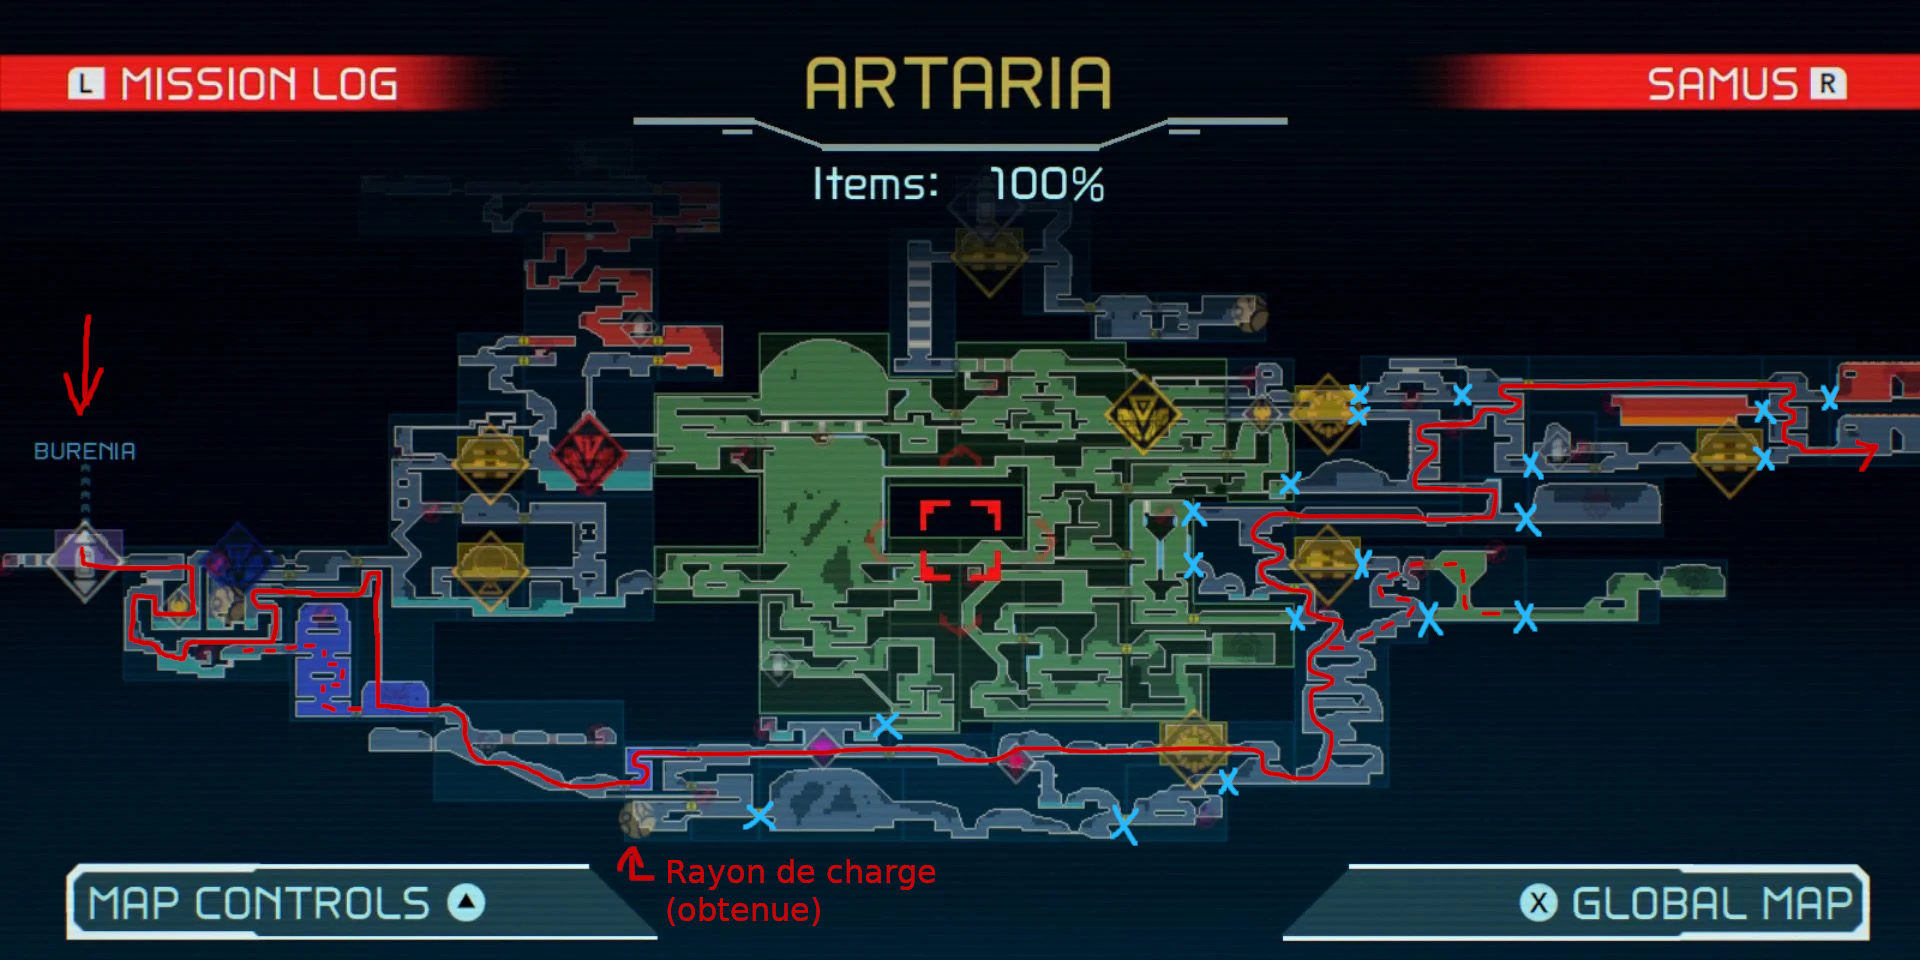 L MISSION LOG
ARTARIA
SAMUS R
Items: 100%
BURENIA
Rayon de charge
(obtenue)
MAP CONTROLS
X GLOBAL MAP